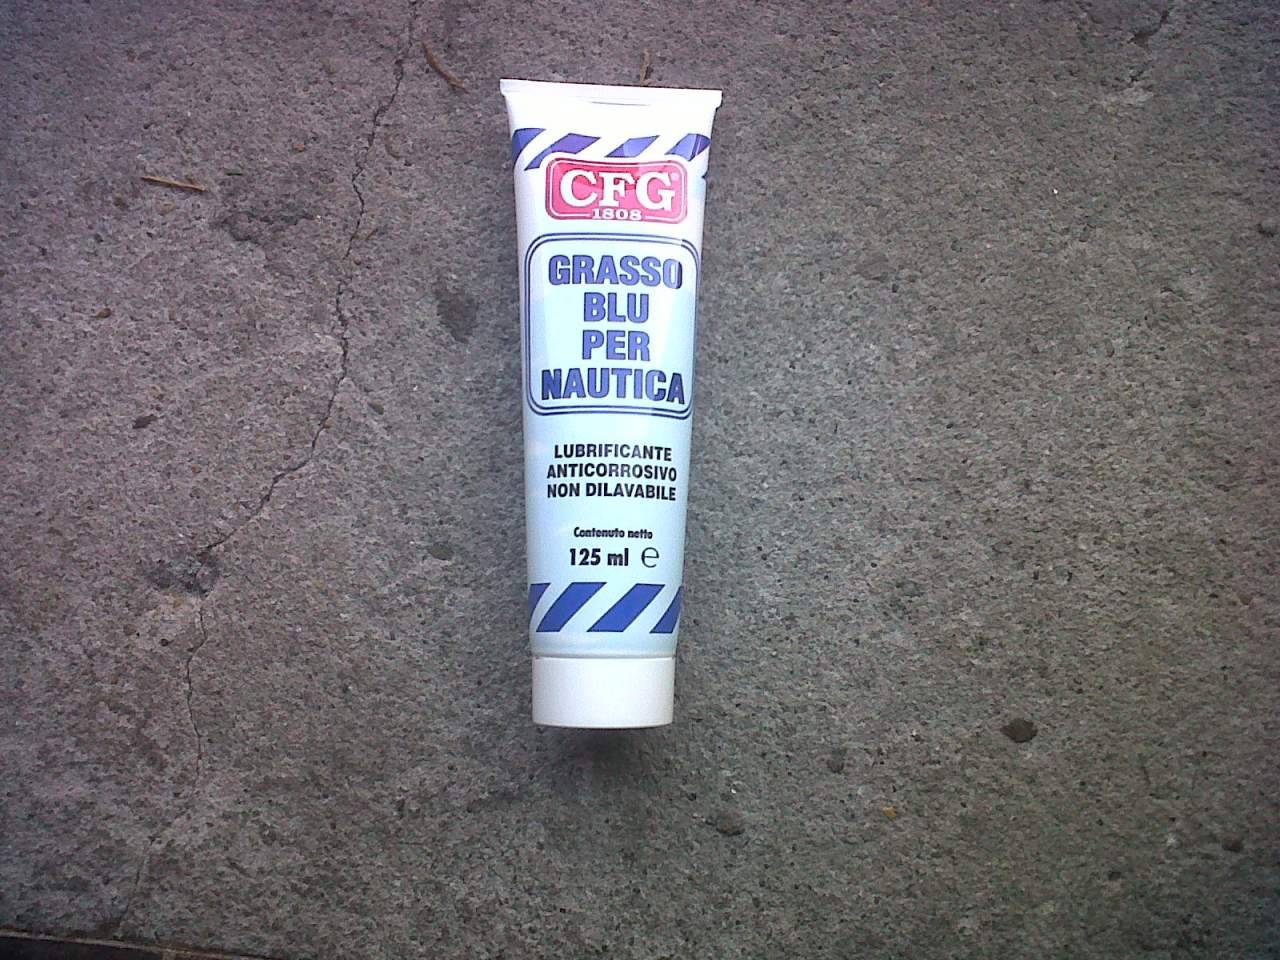 CFG®
1808
GRASSO
BLU
PER
NAUTICA
LUBRIFICANTE
ANTICORROSIVO
NON DILAVABILE
Contenuto netto
125 ml ℮